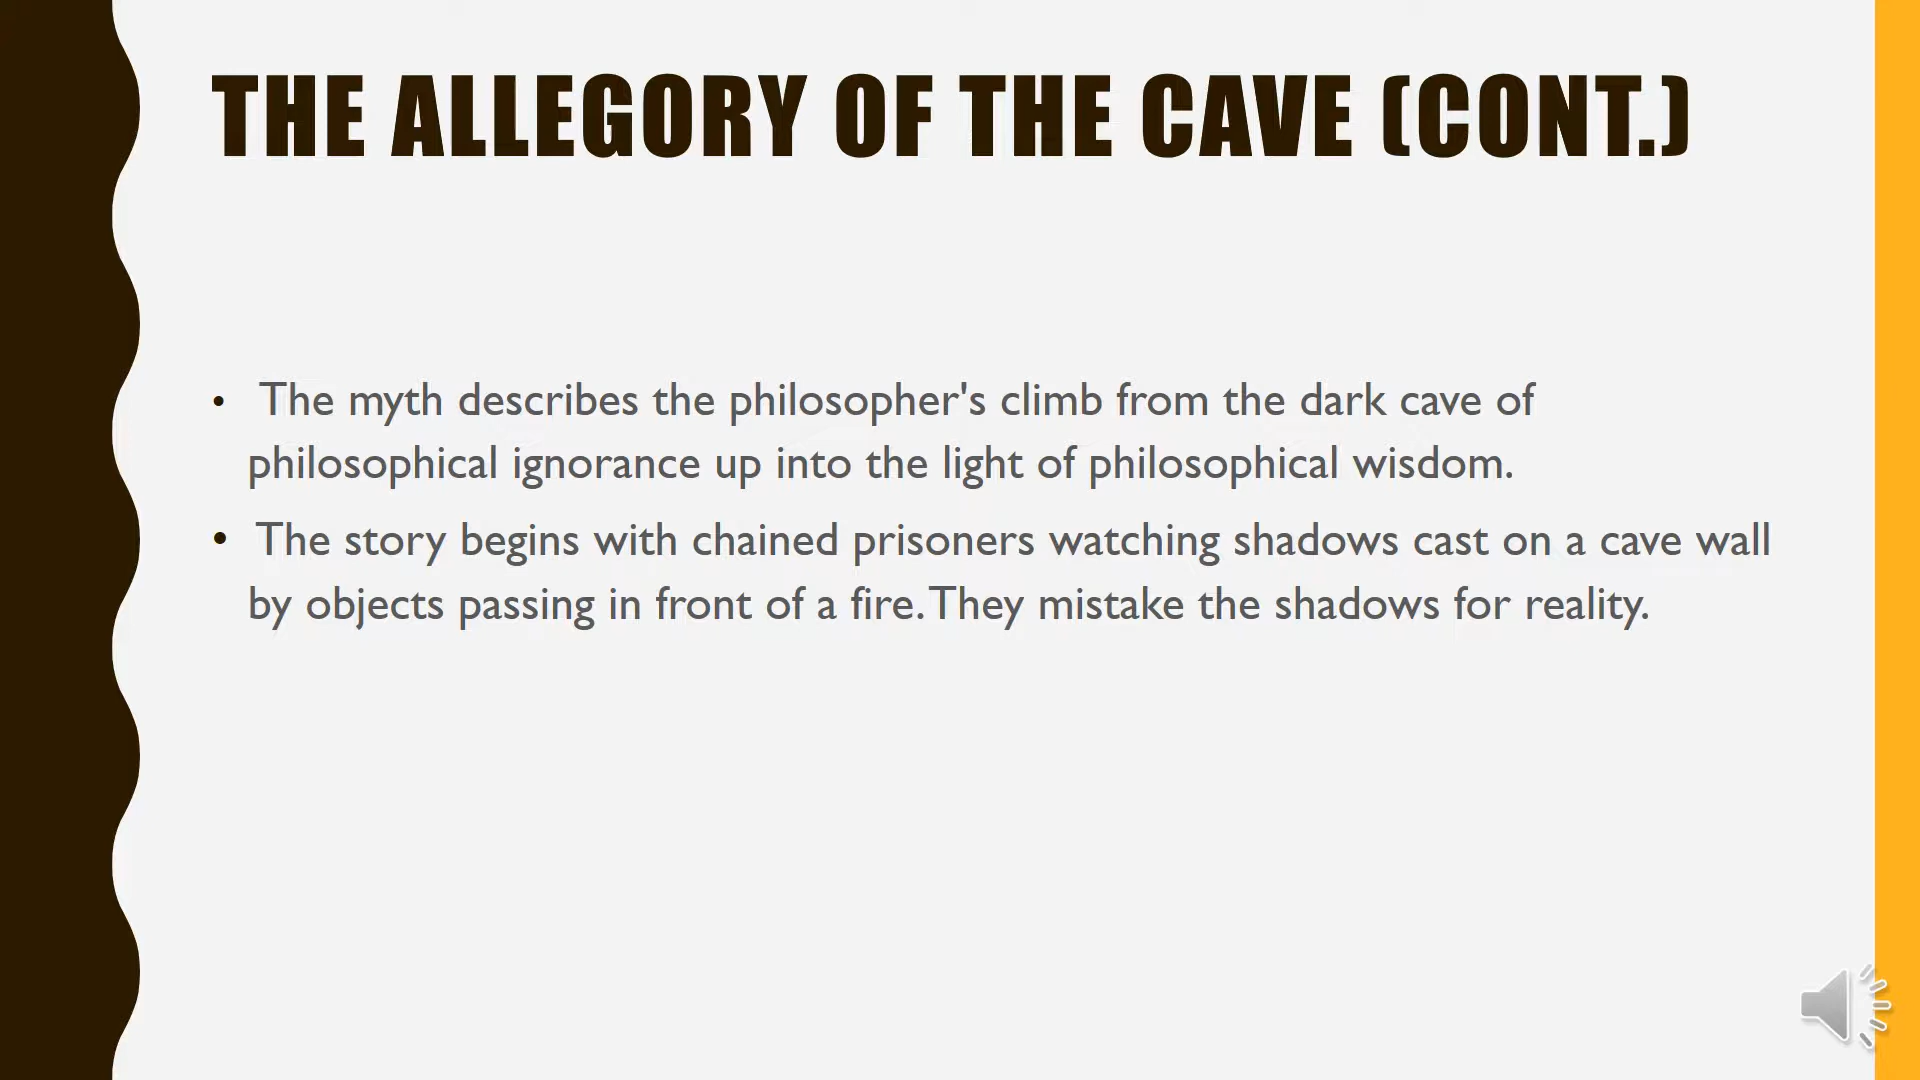 THE ALLEGORY OF THE CAVE (CONT.)
• The myth describes the philosopher's climb from the dark cave of
philosophical ignorance up into the light of philosophical wisdom.
• The story begins with chained prisoners watching shadows cast on a cave wall
by objects passing in front of a fire. They mistake the shadows for reality.